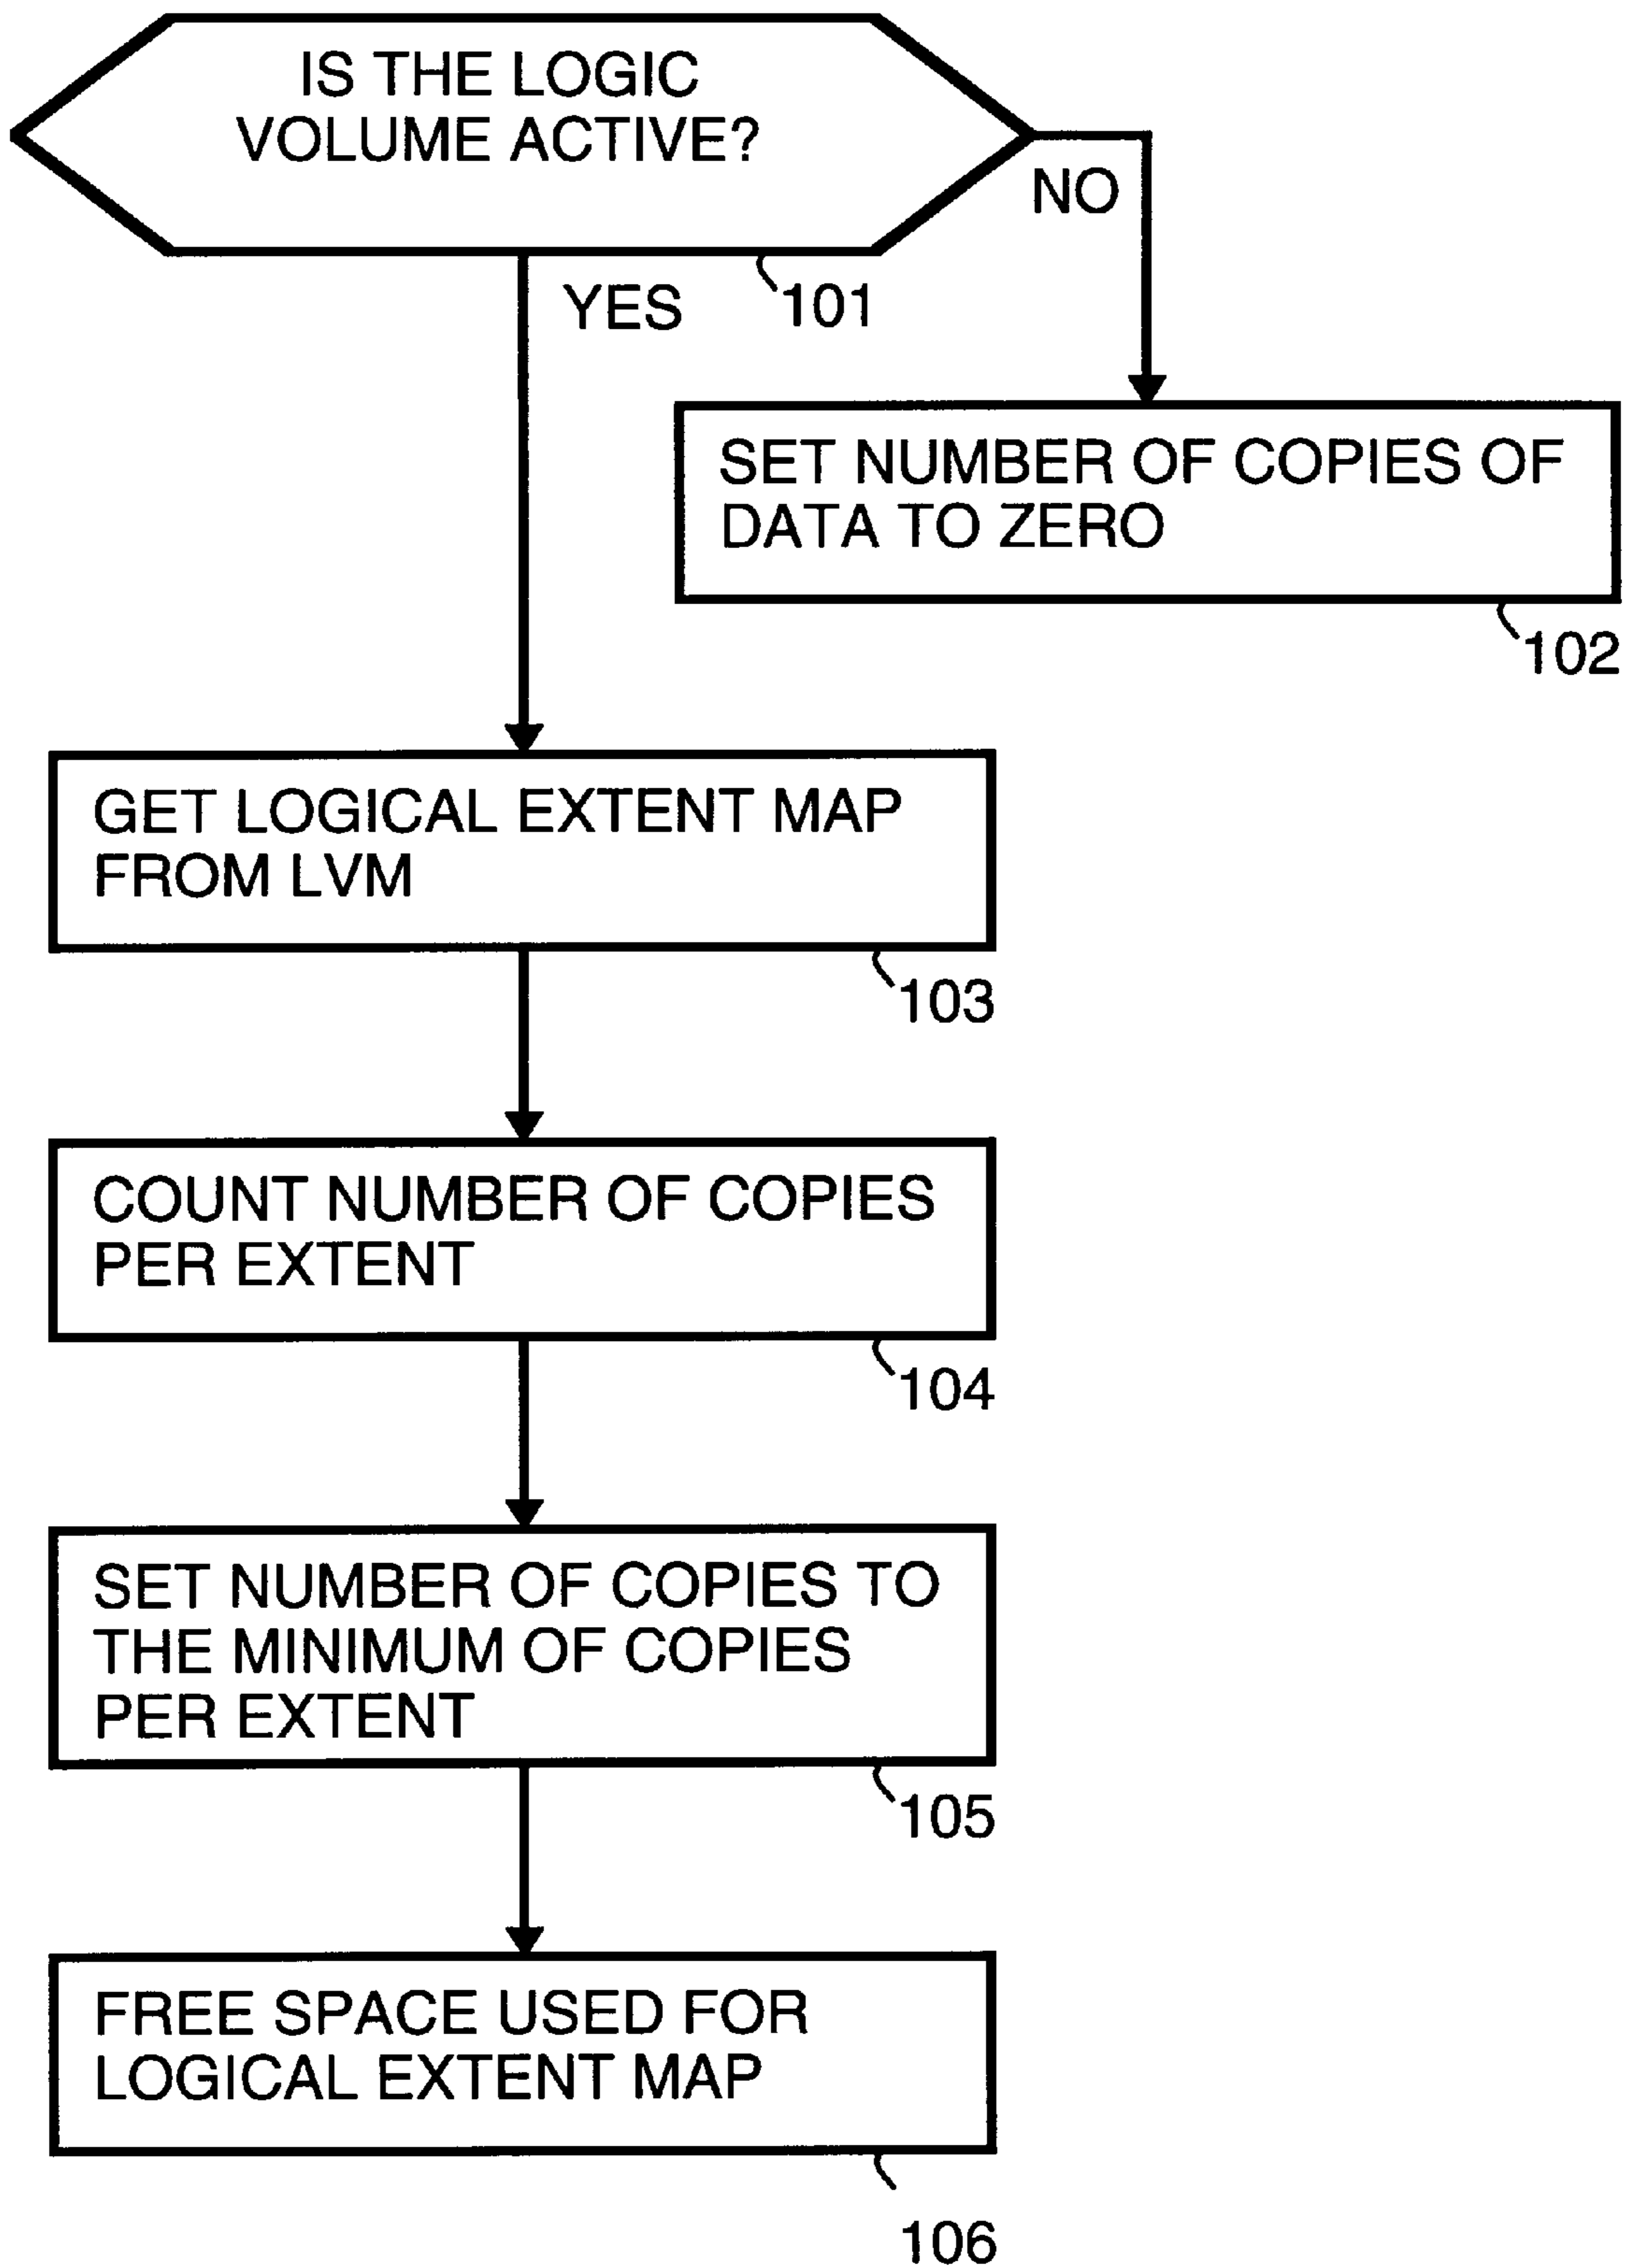 IS THE LOGIC
VOLUME ACTIVE?
NO
YES
101
SET NUMBER OF COPIES OF
DATA TO ZERO
102
GET LOGICAL EXTENT MAP
FROM LVM
103
COUNT NUMBER OF COPIES
PER EXTENT
104
SET NUMBER OF COPIES TO
THE MINIMUM OF COPIES
PER EXTENT
105
FREE SPACE USED FOR
LOGICAL EXTENT MAP
106